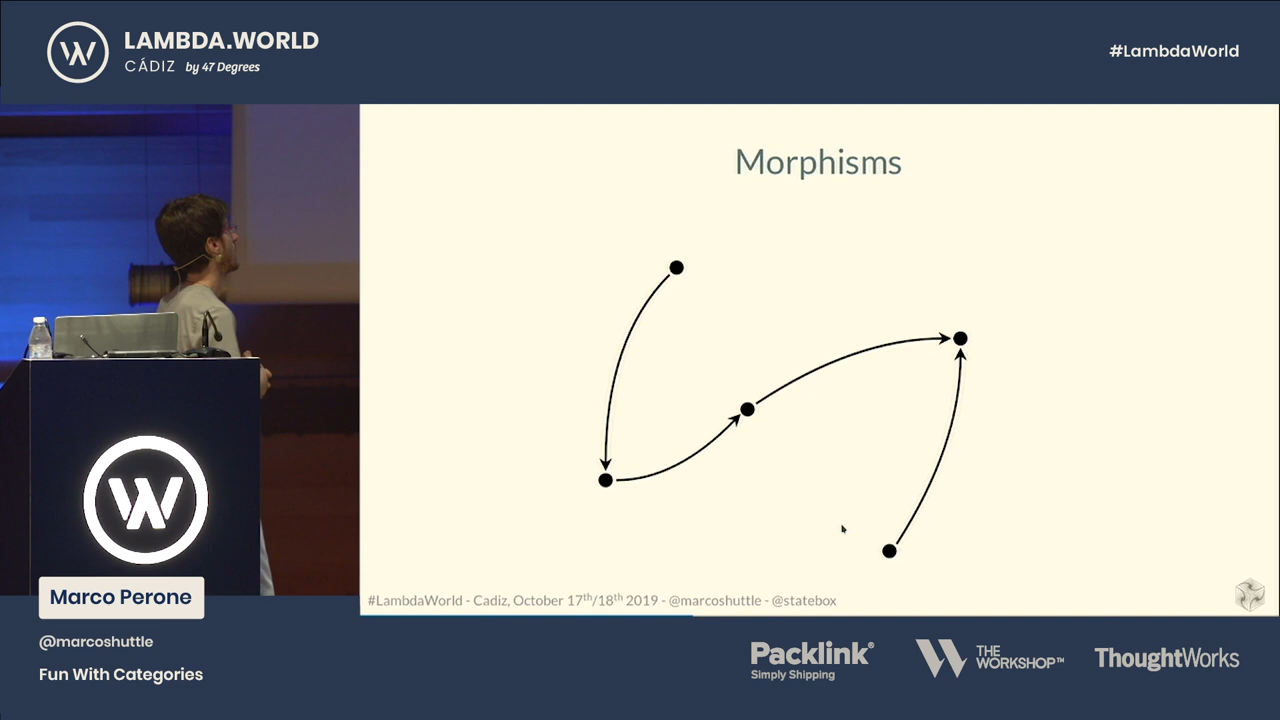 LAMBDA.WORLD
CÁDIZ by 47 Degrees
#LambdaWorld
Morphisms
#LambdaWorld - Cadiz, October 17th/18th 2019 - @marcoshuttle - @statebox
Marco Perone
@marcoshuttle
Fun With Categories
Packlink®
Simply Shipping
THE
WORKSHOP™
ThoughtWorks